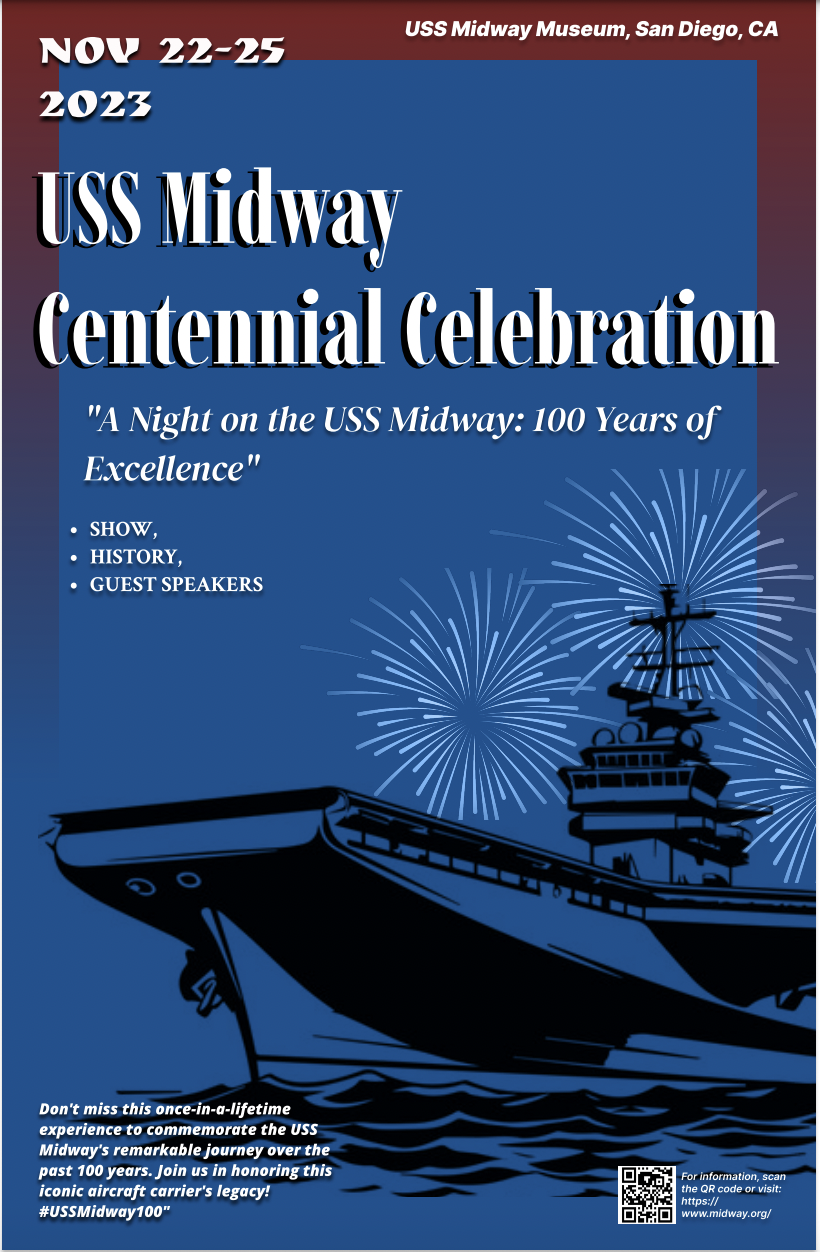 USS Midway Museum, San Diego, CA
NOV 22-25
2023
USS Midway
Centennial Celebration
"A Night on the USS Midway: 100 Years of
Excellence"
• SHOW,
• HISTORY,
• GUEST SPEAKERS
Don't miss this once-in-a-lifetime
experience to commemorate the USS
Midway's remarkable journey over the
past 100 years. Join us in honoring this
iconic aircraft carrier's legacy!
#USSMidway100"
For information, scan
the QR code or visit:
https://
www.midway.org/